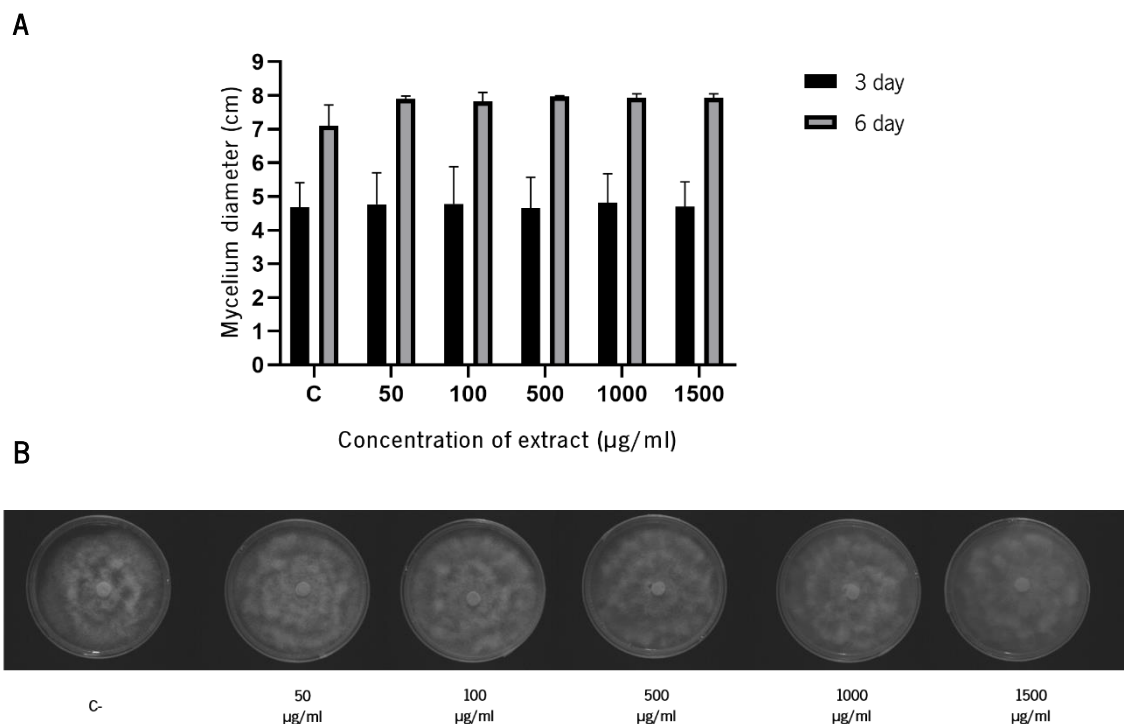 A
9
8
7
6
5
4
3
2
1
0
Mycelium diameter (cm)
C 50 100 500 1000 1500
Concentration of extract (µg/ml)
3 day
6 day
B
C-
50
µg/ml
100
µg/ml
500
µg/ml
1000
µg/ml
1500
µg/ml